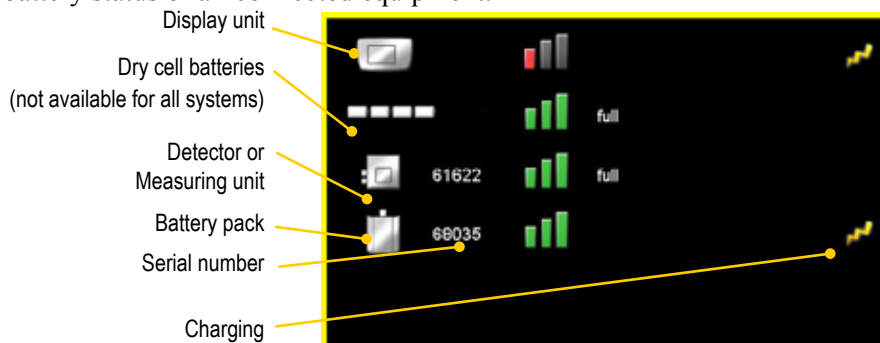 Display unit
Dry cell batteries
(not available for all systems)
full
Detector or
Measuring unit
61622
full
Battery pack
69035
Serial number
Charging